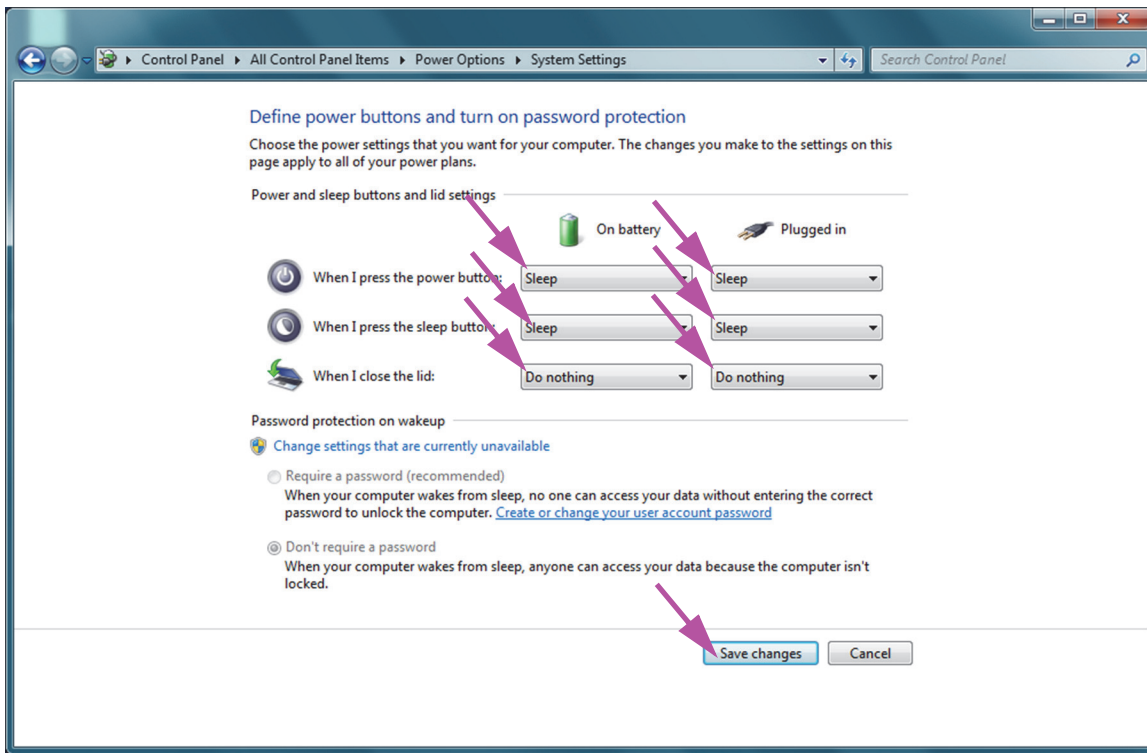 Control Panel All Control Panel Items Power Options System Settings Search Control Panel
Define power buttons and turn on password protection
Choose the power settings that you want for your computer. The changes you make to the settings on this
page apply to all of your power plans.
Power and sleep buttons and lid settings
On battery Plugged in
When I press the power button: Sleep Sleep
When I press the sleep button: Sleep Sleep
When I close the lid: Do nothing Do nothing
Password protection on wakeup
Change settings that are currently unavailable
Require a password (recommended)
When your computer wakes from sleep, no one can access your data without entering the correct
password to unlock the computer. Create or change your user account password
Don't require a password
When your computer wakes from sleep, anyone can access your data because the computer isn't
locked.
Save changes Cancel